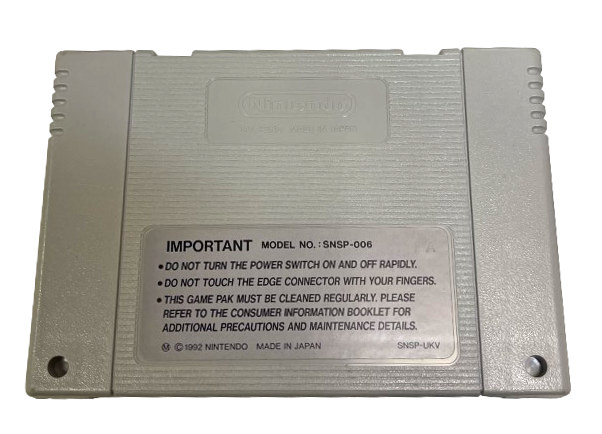 Nintendo
IMPORTANT MODEL NO.: SNSP-006
• DO NOT TURN THE POWER SWITCH ON AND OFF RAPIDLY.
• DO NOT TOUCH THE EDGE CONNECTOR WITH YOUR FINGERS.
• THIS GAME PAK MUST BE CLEANED REGULARLY. PLEASE
REFER TO THE CONSUMER INFORMATION BOOKLET FOR
ADDITIONAL PRECAUTIONS AND MAINTENANCE DETAILS.
Ⓜ © 1992 NINTENDO MADE IN JAPAN SNSP-UKV